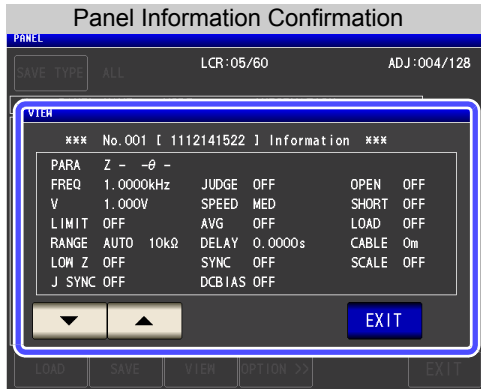 Panel Information Confirmation
PANEL
SAVE TYPE ALL LCR:05/60 ADJ:004/128
VIEW
*** No.001 [ 1112141522 ] Information ***
PARA Z - -θ -
FREQ 1.0000kHz JUDGE OFF OPEN OFF
V 1.000V SPEED MED SHORT OFF
LIMIT OFF AVG OFF LOAD OFF
RANGE AUTO 10kΩ DELAY 0.0000s CABLE 0m
LOW Z OFF SYNC OFF SCALE OFF
J SYNC OFF DCBIAS OFF
EXIT
LOAD SAVE VIEW OPTION >> EXIT